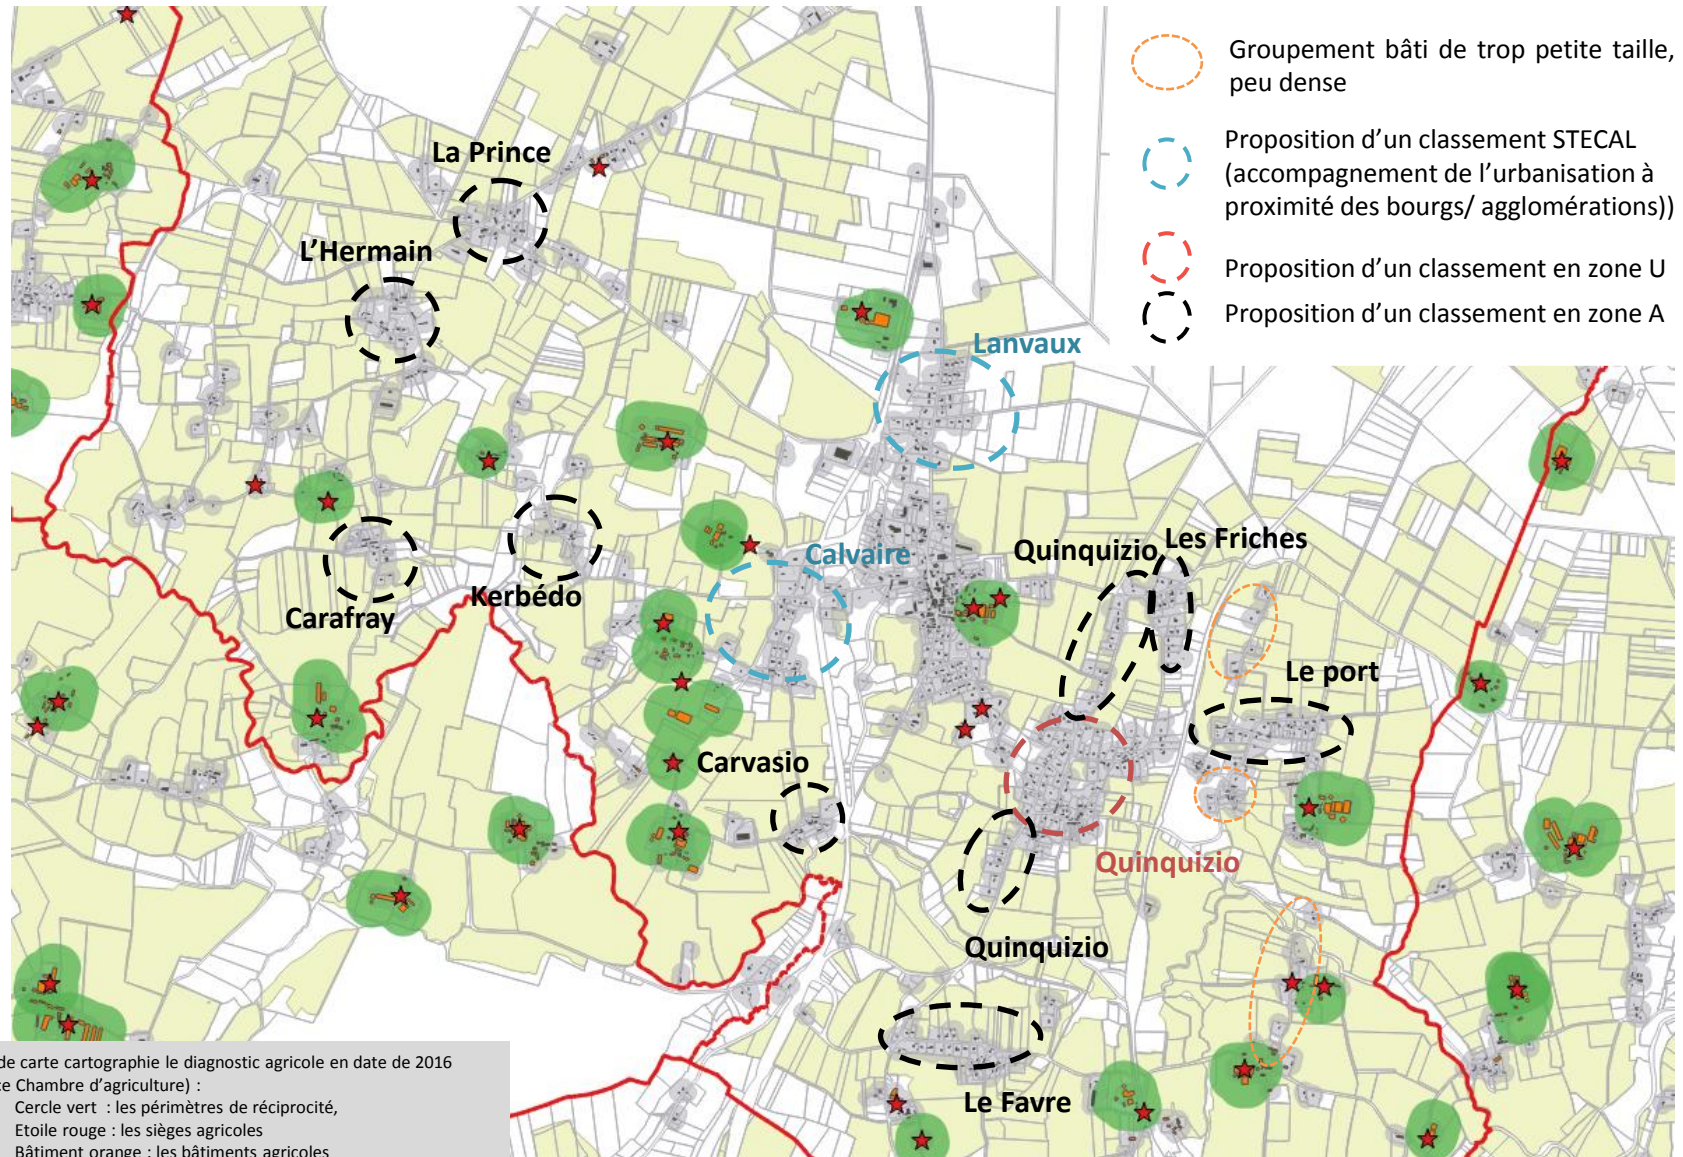 Groupement bâti de trop petite taille,
peu dense
Proposition d'un classement STECAL
(accompagnement de l'urbanisation à
proximité des bourgs/ agglomérations))
Proposition d'un classement en zone U
Proposition d'un classement en zone A
La Prince
L'Hermain
Lanvaux
Calvaire
Quinquizio
Les Friches
Carafray
Kerbédo
Le port
Carvasio
Quinquizio
Quinquizio
Le Favre
de carte cartographie le diagnostic agricole en date de 2016
ce Chambre d'agriculture) :
Cercle vert : les périmètres de réciprocité,
Etoile rouge : les sièges agricoles
Bâtiment orange : les bâtiments agricoles